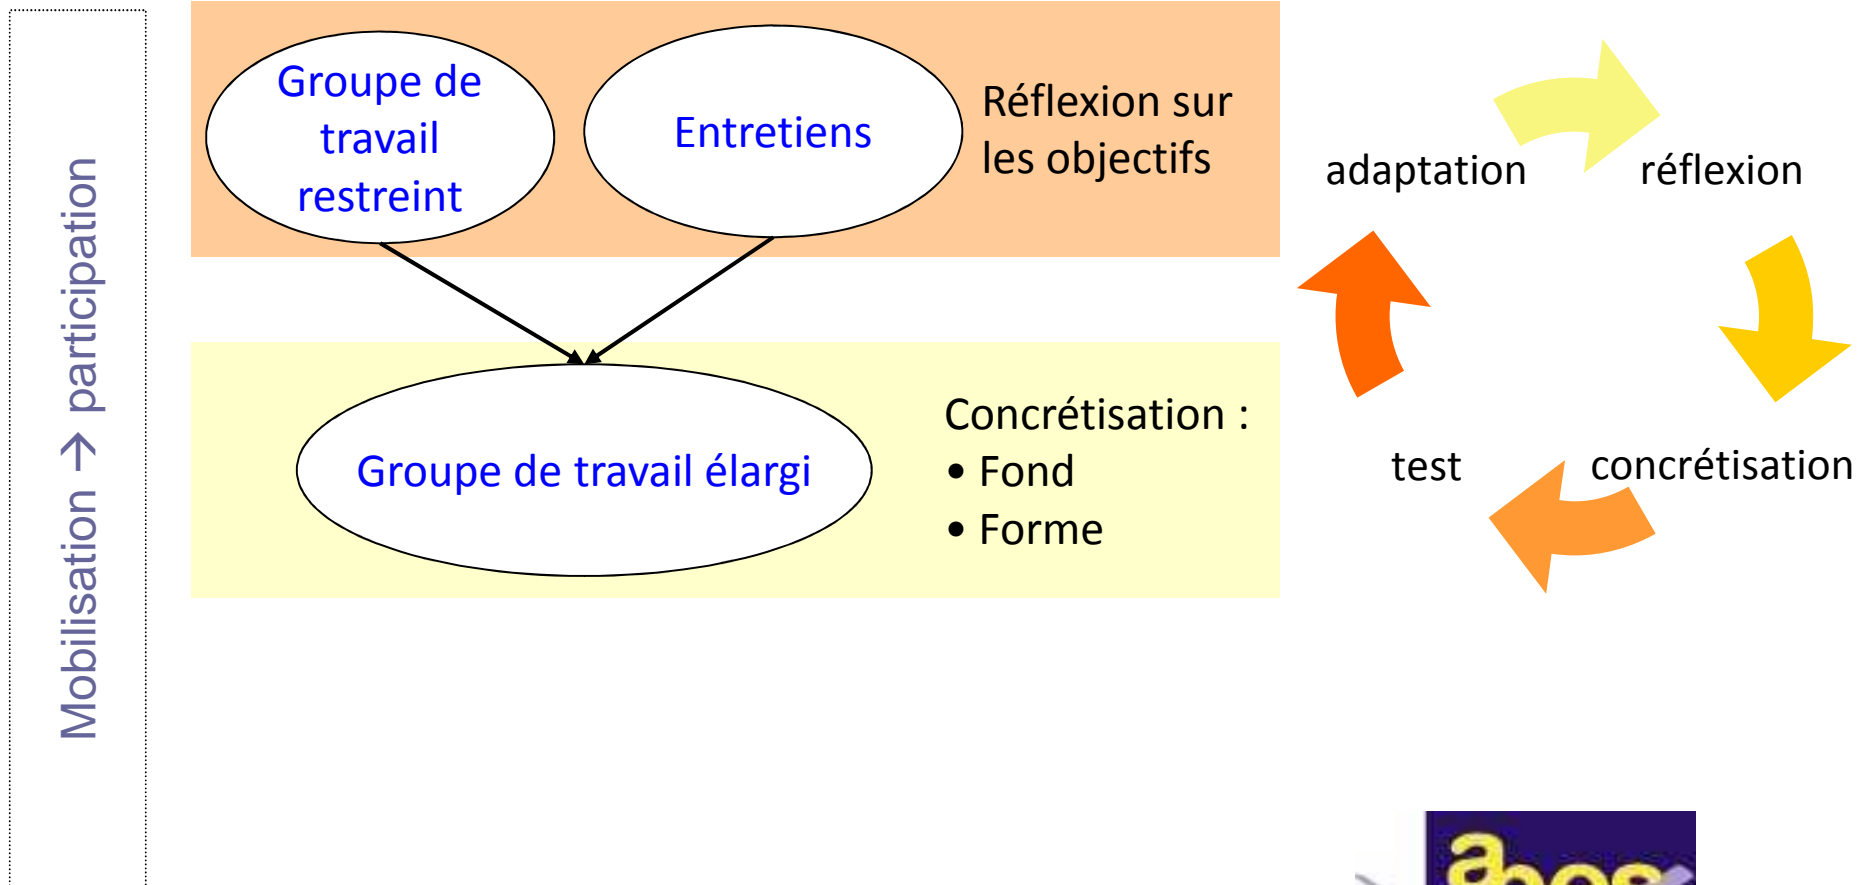 Mobilisation → participation
Groupe de
travail
restreint
Entretiens
Réflexion sur
les objectifs
Groupe de travail élargi
Concrétisation :
• Fond
• Forme
adaptation
réflexion
test
concrétisation